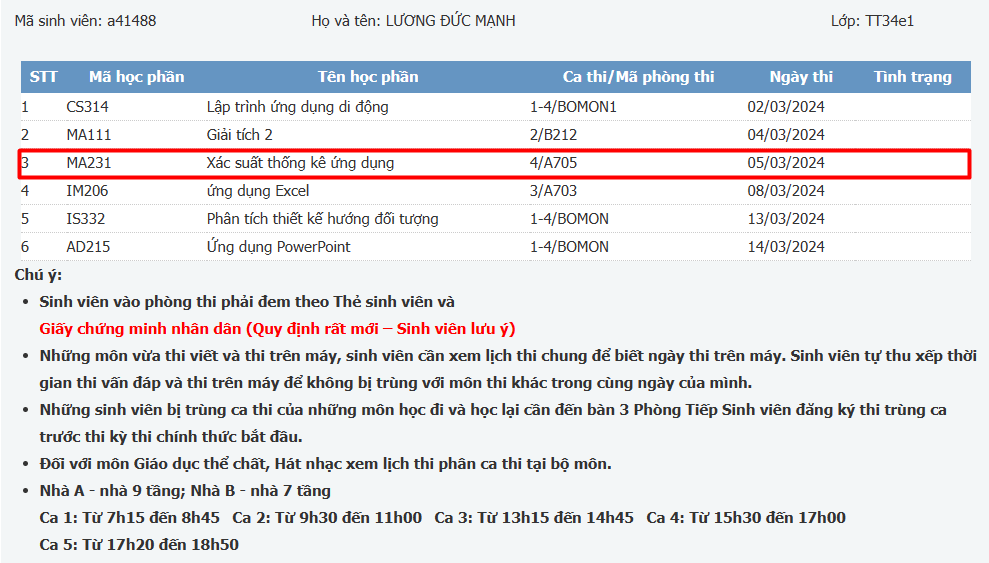 Mã sinh viên: a41488 Họ và tên: LƯƠNG ĐỨC MẠNH Lớp: TT34e1
STT Mã học phần Tên học phần Ca thi/Mã phòng thi Ngày thi Tình trạng
1 CS314 Lập trình ứng dụng di động 1-4/BOMON1 02/03/2024
2 MA111 Giải tích 2 2/B212 04/03/2024
3 MA231 Xác suất thống kê ứng dụng 4/A705 05/03/2024
4 IM206 ứng dụng Excel 3/A703 08/03/2024
5 IS332 Phân tích thiết kế hướng đối tượng 1-4/BOMON 13/03/2024
6 AD215 Ứng dụng PowerPoint 1-4/BOMON 14/03/2024
Chú ý:
• Sinh viên vào phòng thi phải đem theo Thẻ sinh viên và
Giấy chứng minh nhân dân (Quy định rất mới – Sinh viên lưu ý)
• Những môn vừa thi viết và thi trên máy, sinh viên cần xem lịch thi chung để biết ngày thi trên máy. Sinh viên tự thu xếp thời
gian thi vấn đáp và thi trên máy để không bị trùng với môn thi khác trong cùng ngày của mình.
• Những sinh viên bị trùng ca thi của những môn học đi và học lại cần đến bàn 3 Phòng Tiếp Sinh viên đăng ký thi trùng ca
trước thi kỳ thi chính thức bắt đầu.
• Đối với môn Giáo dục thể chất, Hát nhạc xem lịch thi phân ca thi tại bộ môn.
• Nhà A - nhà 9 tầng; Nhà B - nhà 7 tầng
Ca 1: Từ 7h15 đến 8h45 Ca 2: Từ 9h30 đến 11h00 Ca 3: Từ 13h15 đến 14h45 Ca 4: Từ 15h30 đến 17h00
Ca 5: Từ 17h20 đến 18h50